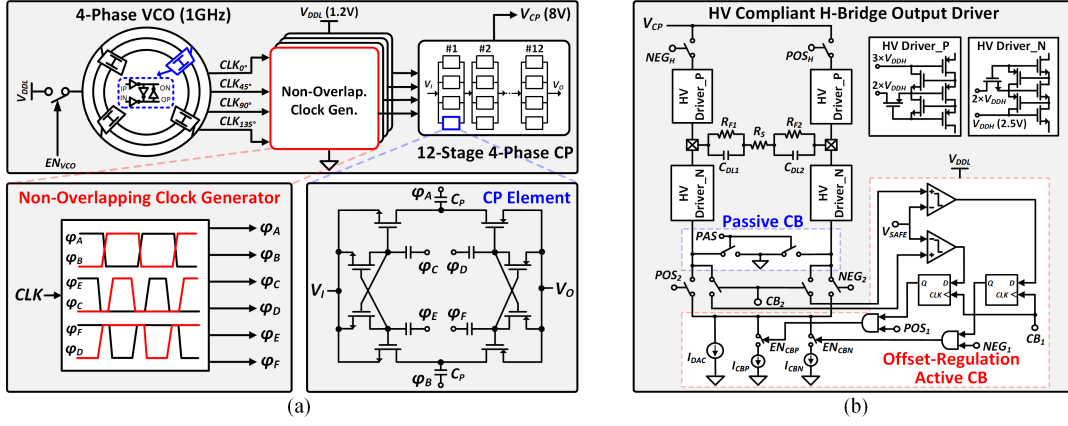 4-Phase VCO (1GHz)
V_DDL (1.2V)
V_CP (8V)
#1 #2 #12
CLK_0°
CLK_45°
CLK_90°
CLK_135°
IP ON
IN OP
V_DDL
EN_VCO
Non-Overlap.
Clock Gen.
V_I V_O
12-Stage 4-Phase CP
Non-Overlapping Clock Generator
CLK
φ_A
φ_B
φ_E
φ_C
φ_F
φ_D
φ_A
φ_B
φ_C
φ_D
φ_E
φ_F
CP Element
φ_A C_P
φ_C φ_D
V_I V_O
φ_E φ_F
φ_B C_P
(a)
HV Compliant H-Bridge Output Driver
V_CP
NEG_H POS_H
HV
Driver_P
HV
Driver_P
HV Driver_P
3×V_DDH
2×V_DDH
HV Driver_N
2×V_DDH
V_DDH (2.5V)
R_F1 R_S R_F2
C_DL1 C_DL2
HV
Driver_N
HV
Driver_N
V_DDL
Passive CB
PAS
V_SAFE
POS_2 NEG_2
CB_2
Q D
CLK
Q D
CLK
POS_1
NEG_1
CB_1
I_DAC
EN_CBP
I_CBP
EN_CBN
I_CBN
Offset-Regulation
Active CB
(b)